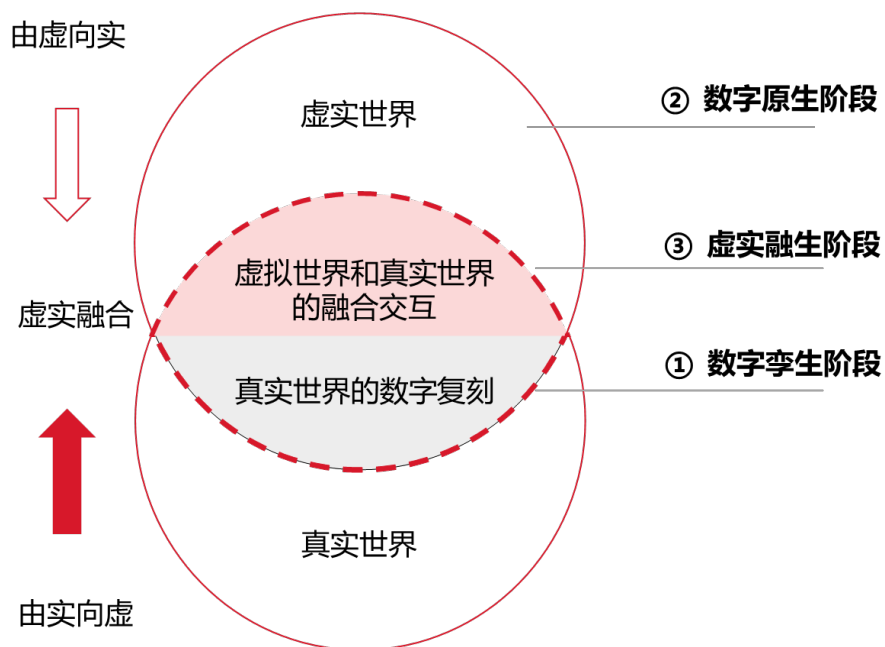 由虚向实
虚实世界
② 数字原生阶段
③ 虚实融生阶段
虚拟世界和真实世界
的融合交互
虚实融合
① 数字孪生阶段
真实世界的数字复刻
真实世界
由实向虚